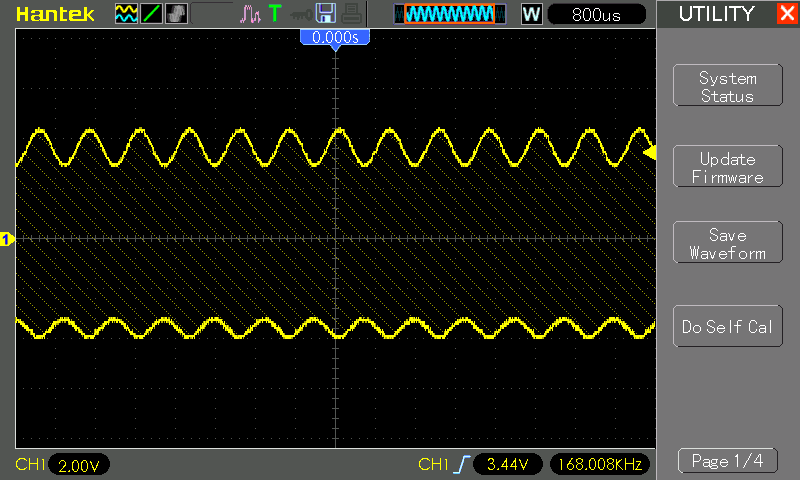 Hantek
T
W
800us
UTILITY
X
0.000s
System
Status
Update
Firmware
1
Save
Waveform
Do Self Cal
CH1 2.00V
CH1 3.44V 168.008KHz
Page 1/4